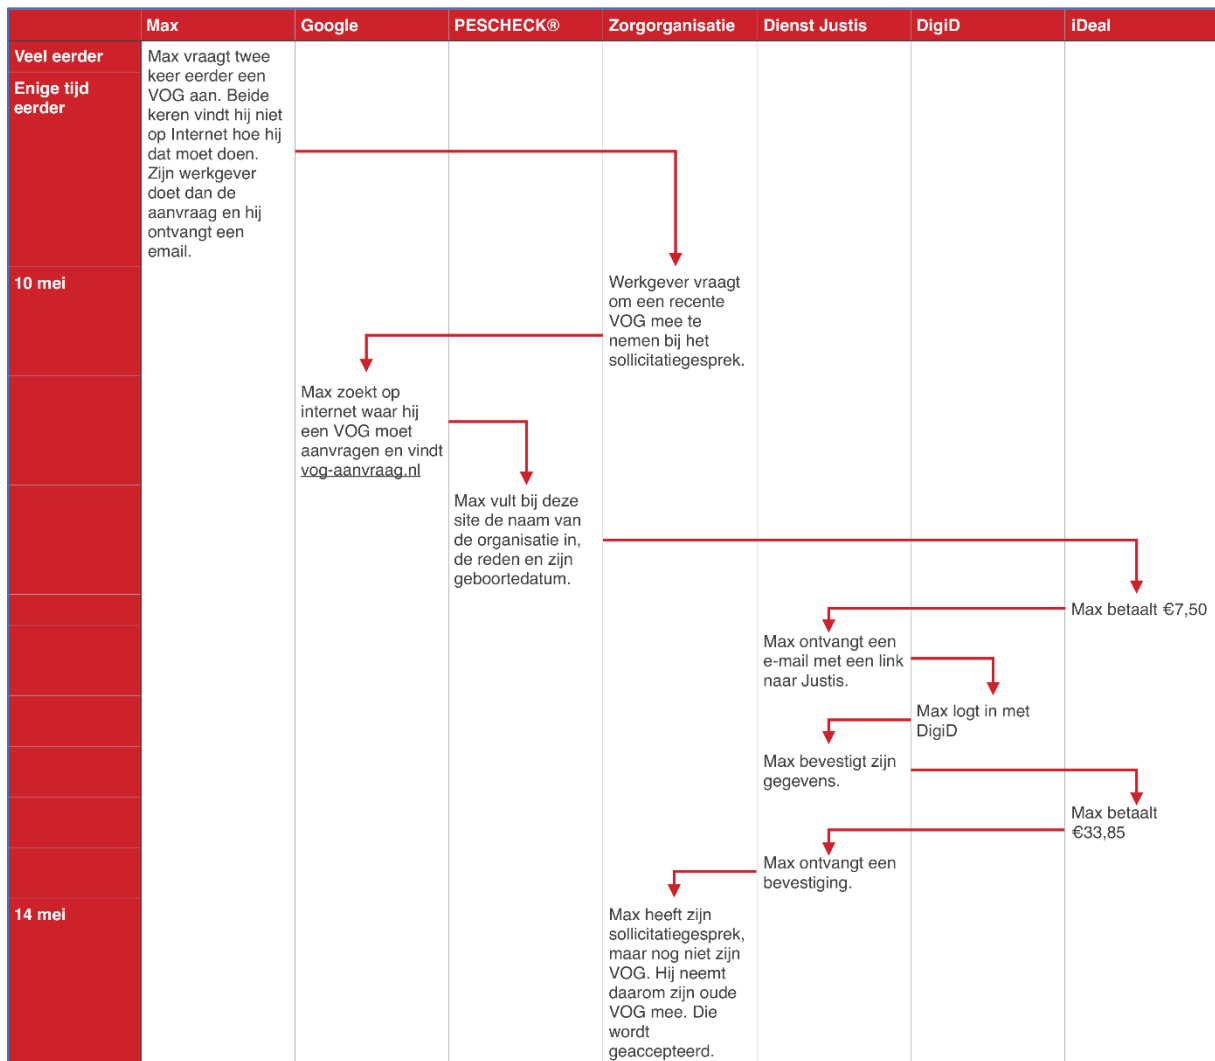 Max
Google
PESCHECK®
Zorgorganisatie
Dienst Justis
DigiD
iDeal
Veel eerder
Enige tijd
eerder
Max vraagt twee
keer eerder een
VOG aan. Beide
keren vindt hij niet
op Internet hoe hij
dat moet doen.
Zijn werkgever
doet dan de
aanvraag en hij
ontvangt een
email.
10 mei
Werkgever vraagt
om een recente
VOG mee te
nemen bij het
sollicitatiegesprek.
Max zoekt op
internet waar hij
een VOG moet
aanvragen en vindt
vog-aanvraag.nl
Max vult bij deze
site de naam van
de organisatie in,
de reden en zijn
geboortedatum.
Max betaalt €7,50
Max ontvangt een
e-mail met een link
naar Justis.
Max logt in met
DigiD
Max bevestigt zijn
gegevens.
Max betaalt
€33,85
Max ontvangt een
bevestiging.
14 mei
Max heeft zijn
sollicitatiegesprek,
maar nog niet zijn
VOG. Hij neemt
daarom zijn oude
VOG mee. Die
wordt
geaccepteerd.